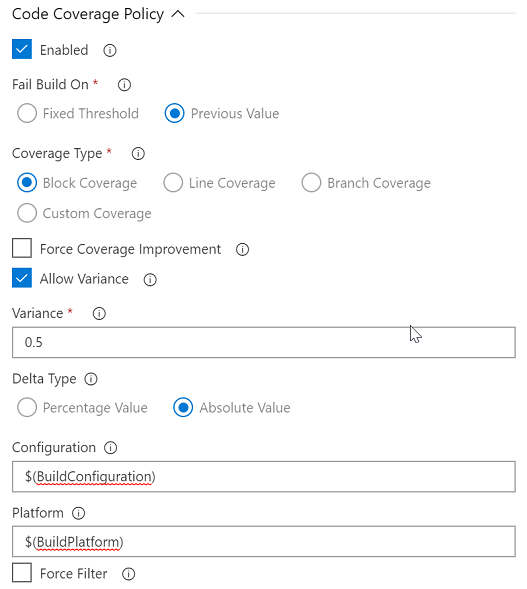 Code Coverage Policy
Enabled
Fail Build On *
Fixed Threshold Previous Value
Coverage Type *
Block Coverage Line Coverage Branch Coverage
Custom Coverage
Force Coverage Improvement
Allow Variance
Variance *
0.5
Delta Type
Percentage Value Absolute Value
Configuration
$(BuildConfiguration)
Platform
$(BuildPlatform)
Force Filter